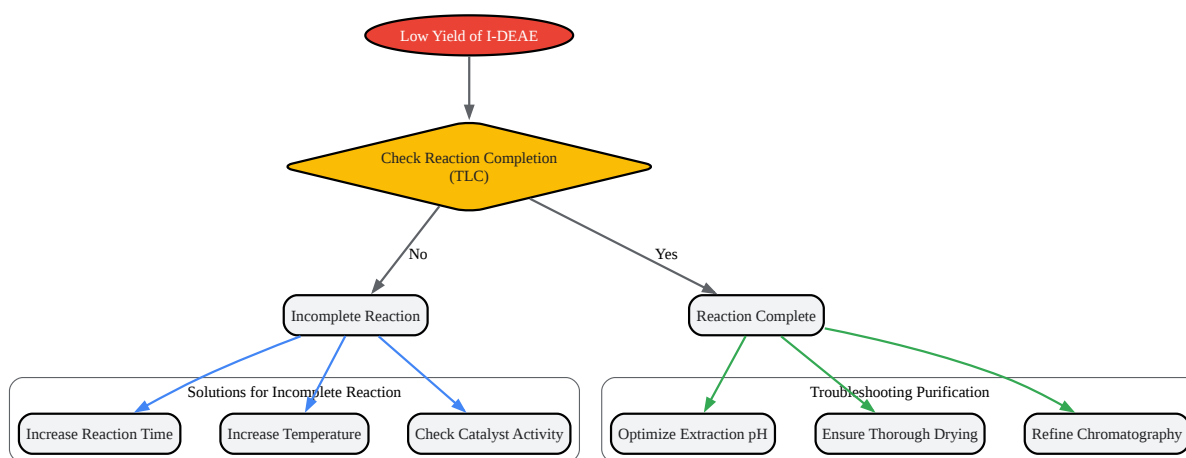 Low Yield of I-DEAE
Check Reaction Completion
(TLC)
No
Yes
Incomplete Reaction
Reaction Complete
Solutions for Incomplete Reaction
Troubleshooting Purification
Increase Reaction Time
Increase Temperature
Check Catalyst Activity
Optimize Extraction pH
Ensure Thorough Drying
Refine Chromatography